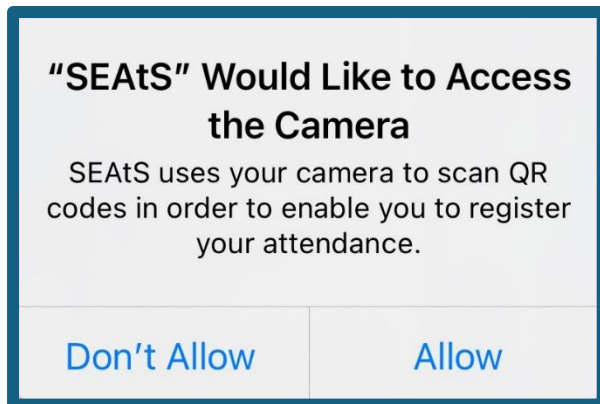 “SEAtS” Would Like to Access
the Camera
SEAtS uses your camera to scan QR
codes in order to enable you to register
your attendance.
Don’t Allow
Allow